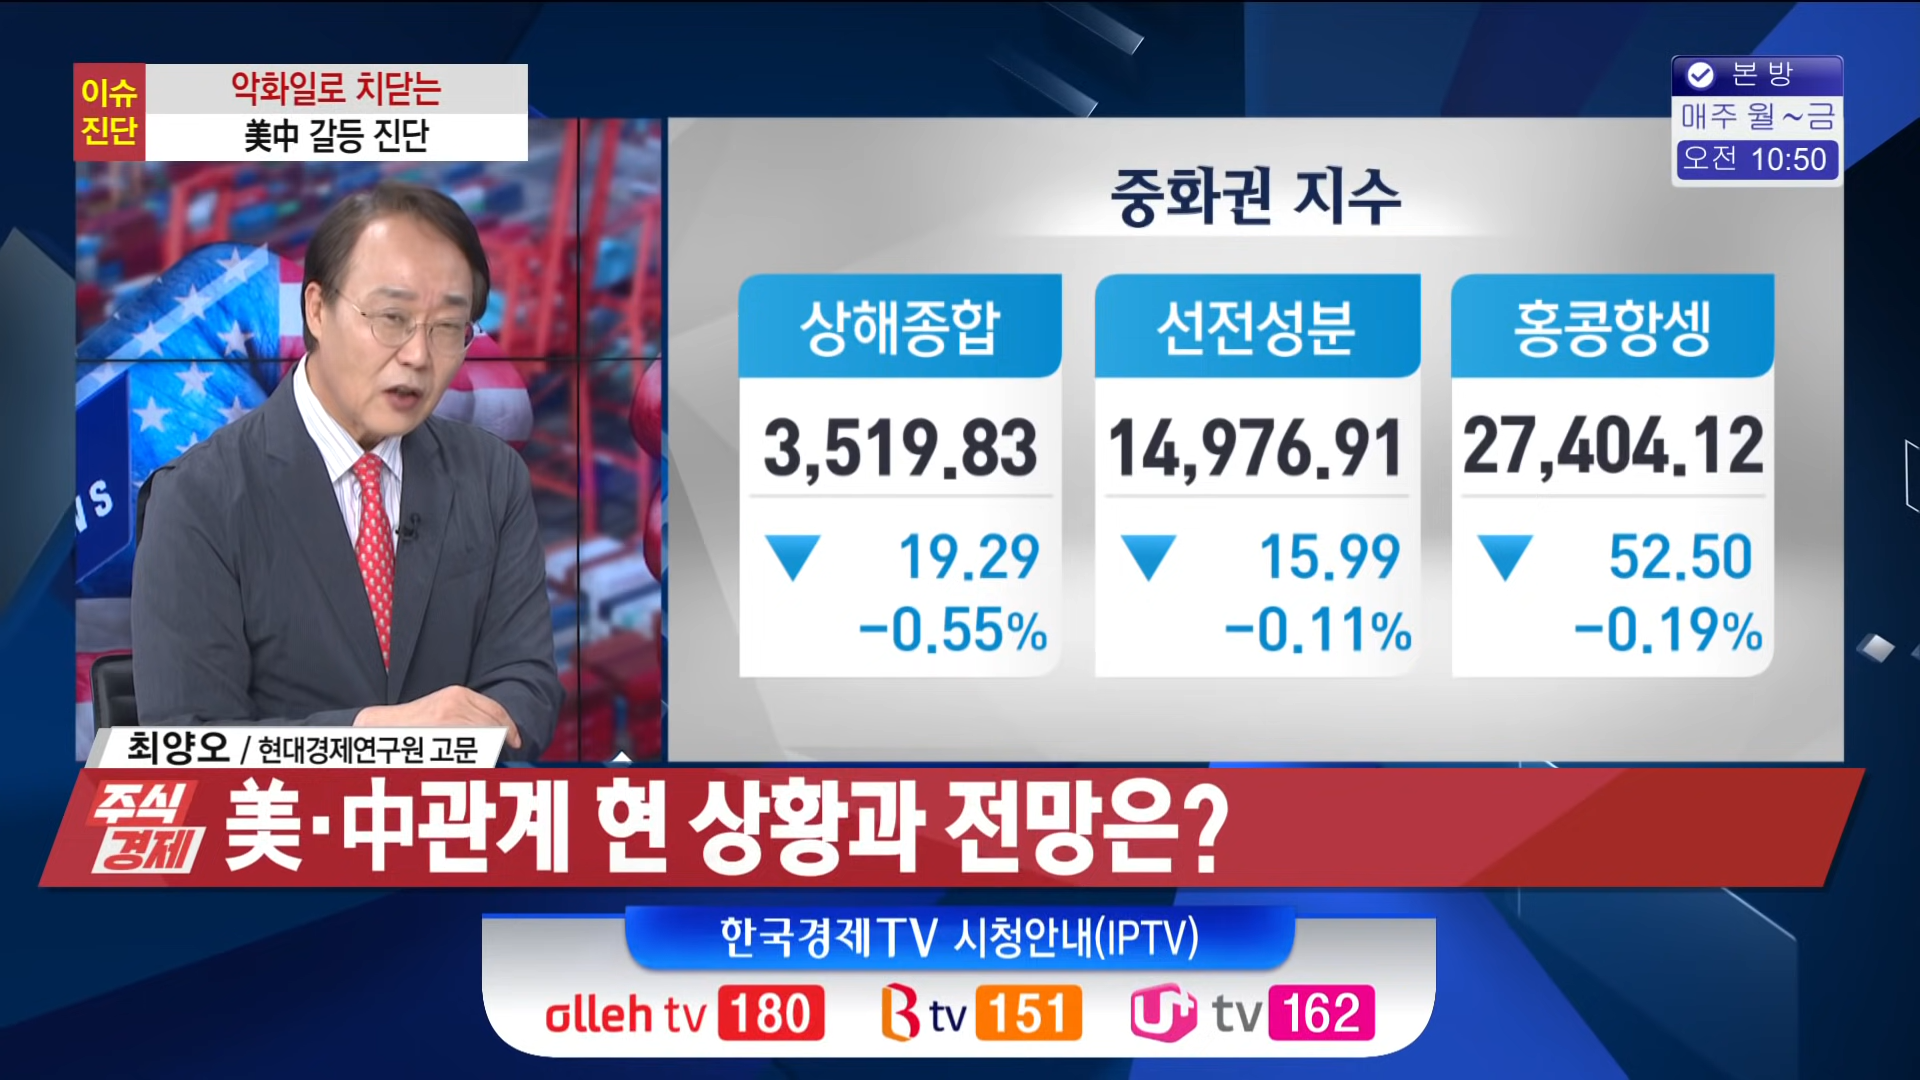 이슈
진단
악화일로 치닫는
美中 갈등 진단
본 방
매주 월~금
오전 10:50
중화권 지수
상해종합
3,519.83
▼ 19.29
-0.55%
선전성분
14,976.91
▼ 15.99
-0.11%
홍콩항셍
27,404.12
▼ 52.50
-0.19%
NS
최양오 / 현대경제연구원 고문
주식
경제
美·中관계 현 상황과 전망은?
한국경제TV 시청안내(IPTV)
olleh tv 180
B tv 151
U+ tv 162